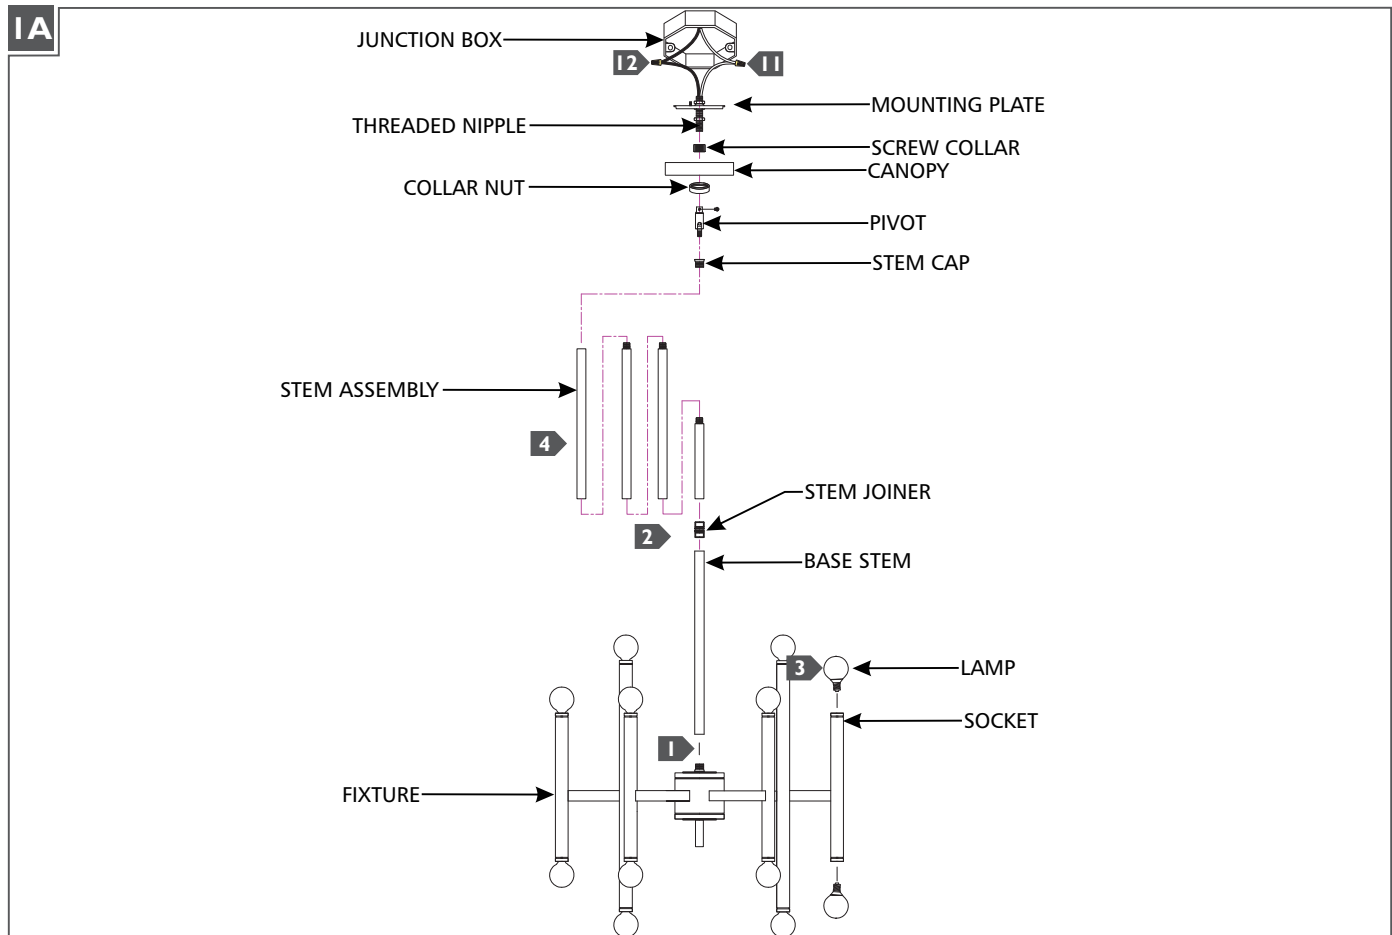 1A
JUNCTION BOX
12
11
MOUNTING PLATE
THREADED NIPPLE
SCREW COLLAR
CANOPY
COLLAR NUT
PIVOT
STEM CAP
STEM ASSEMBLY
4
STEM JOINER
2
BASE STEM
3
LAMP
SOCKET
1
FIXTURE